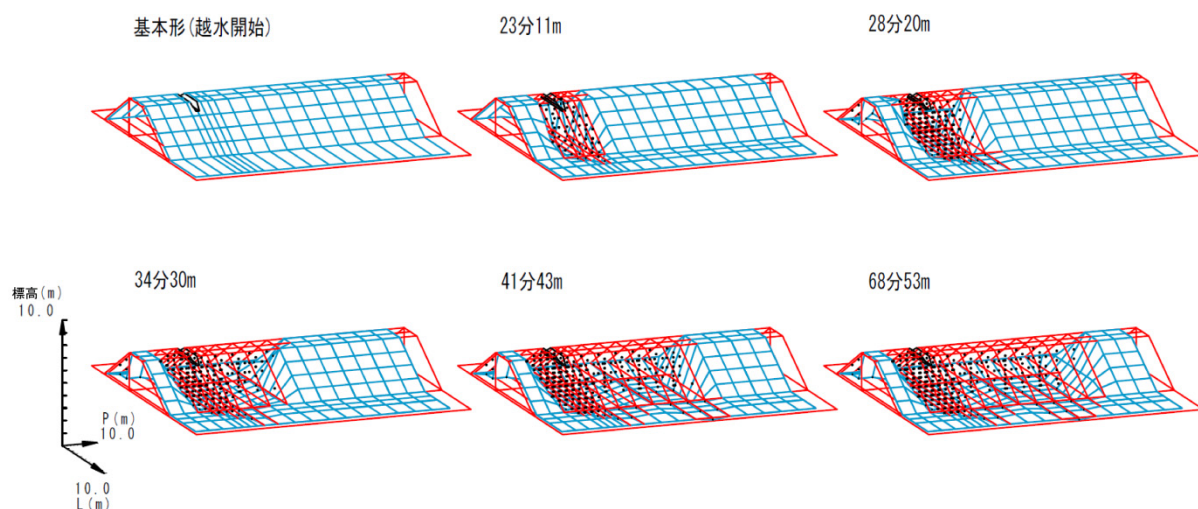 基本形(越水開始)
23分11m
28分20m
34分30m
41分43m
68分53m
標高(m)
10.0
P(m)
10.0
10.0
L(m)